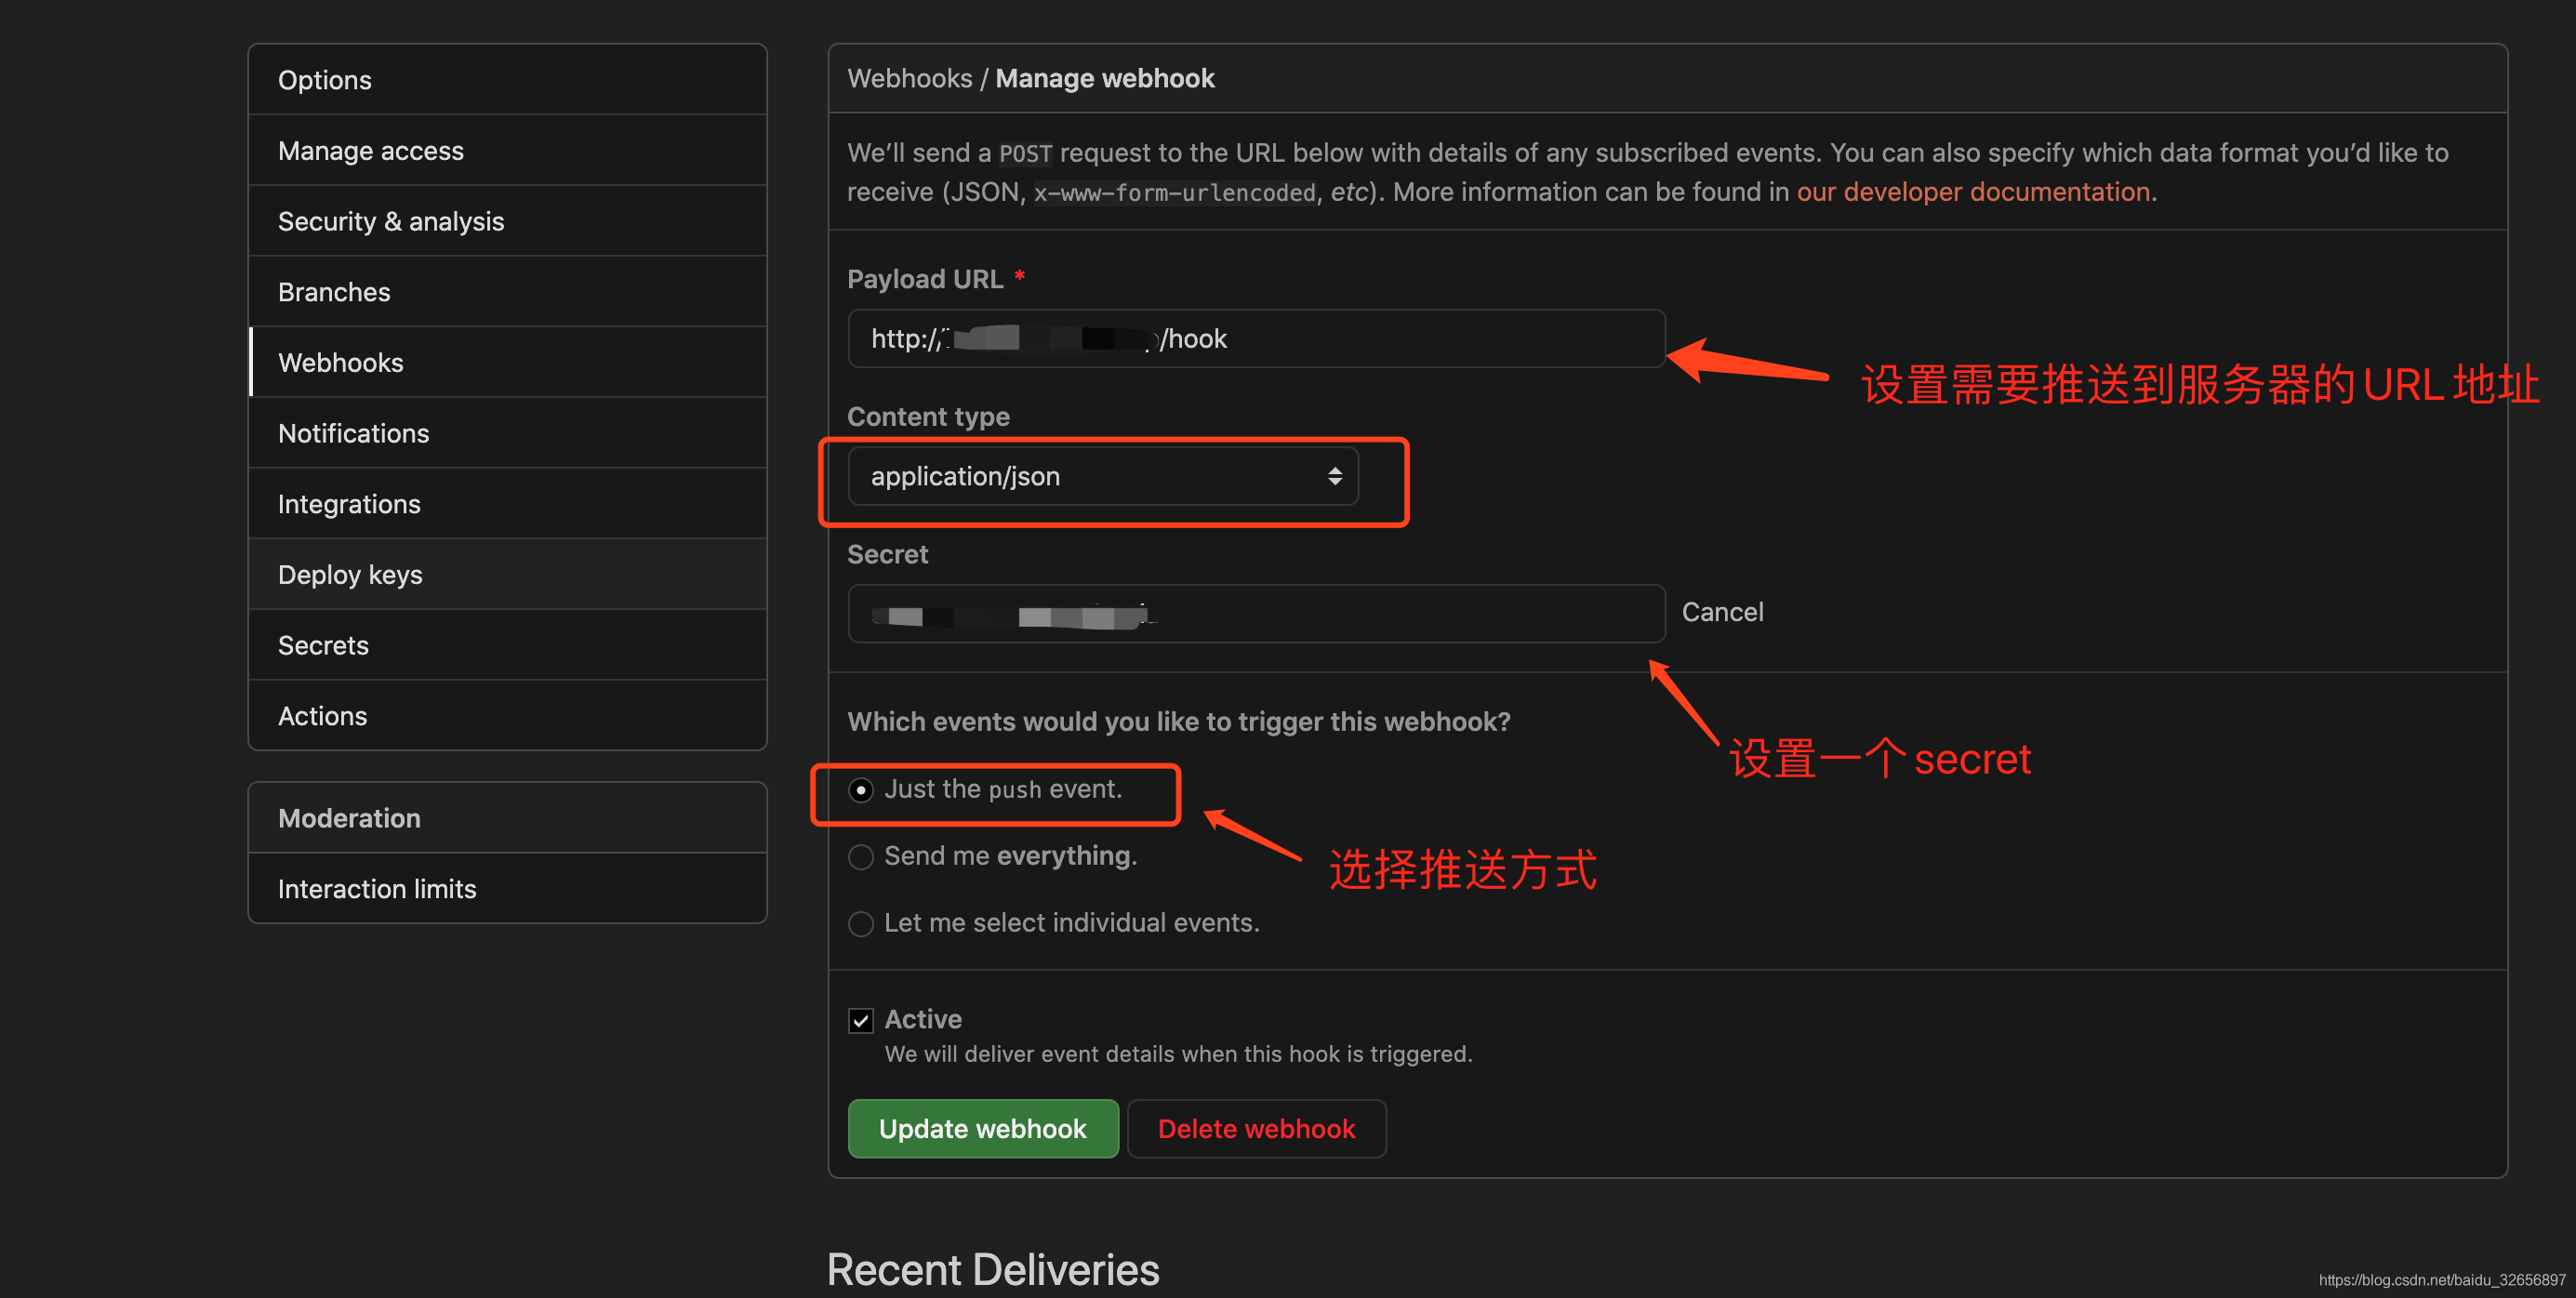 Options
Manage access
Security & analysis
Branches
Webhooks
Notifications
Integrations
Deploy keys
Secrets
Actions
Moderation
Interaction limits
Webhooks / Manage webhook
We’ll send a POST request to the URL below with details of any subscribed events. You can also specify which data format you’d like to
receive (JSON, x-www-form-urlencoded, etc). More information can be found in our developer documentation.
Payload URL *
http:// /hook
设置需要推送到服务器的URL地址
Content type
application/json
Secret
Cancel
设置一个secret
Which events would you like to trigger this webhook?
Just the push event.
选择推送方式
Send me everything.
Let me select individual events.
Active
We will deliver event details when this hook is triggered.
Update webhook
Delete webhook
Recent Deliveries
https://blog.csdn.net/baidu_32656897